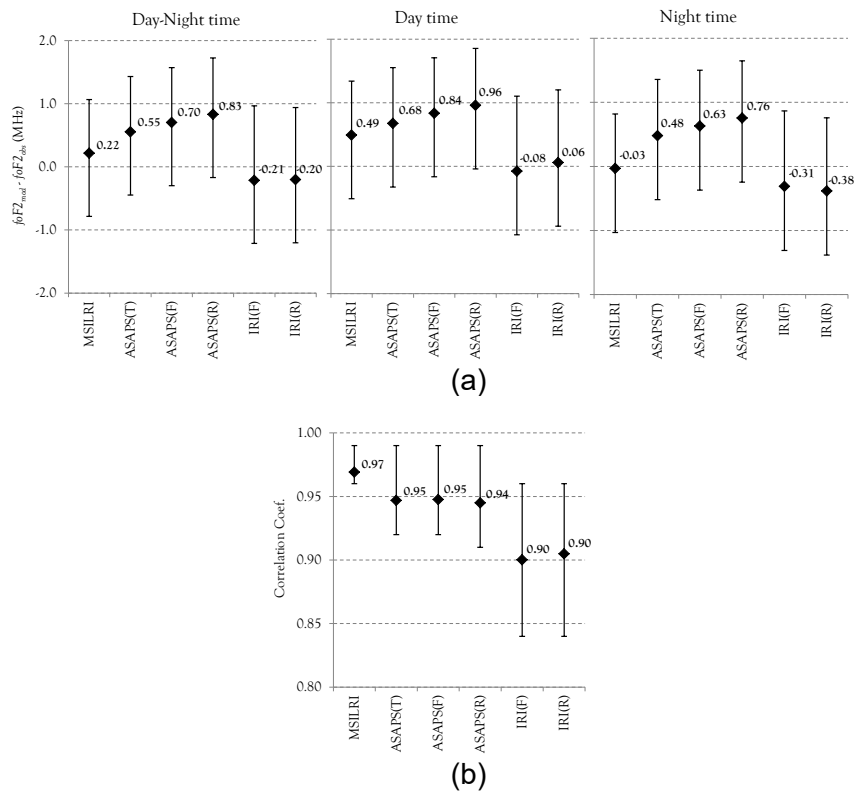 Day-Night time
Day time
Night time
foF2mod- foF2obs (MHz)
2.0
1.0
0.0
-1.0
-2.0
0.22
0.55
0.70
0.83
-0.21
-0.20
0.49
0.68
0.84
0.96
-0.08
0.06
-0.03
0.48
0.63
0.76
-0.31
-0.38
MSILRI
ASAPS(T)
ASAPS(F)
ASAPS(R)
IRI(F)
IRI(R)
MSILRI
ASAPS(T)
ASAPS(F)
ASAPS(R)
IRI(F)
IRI(R)
MSILRI
ASAPS(T)
ASAPS(F)
ASAPS(R)
IRI(F)
IRI(R)
(a)
Correlation Coef.
1.00
0.95
0.90
0.85
0.80
0.97
0.95
0.95
0.94
0.90
0.90
MSILRI
ASAPS(T)
ASAPS(F)
ASAPS(R)
IRI(F)
IRI(R)
(b)